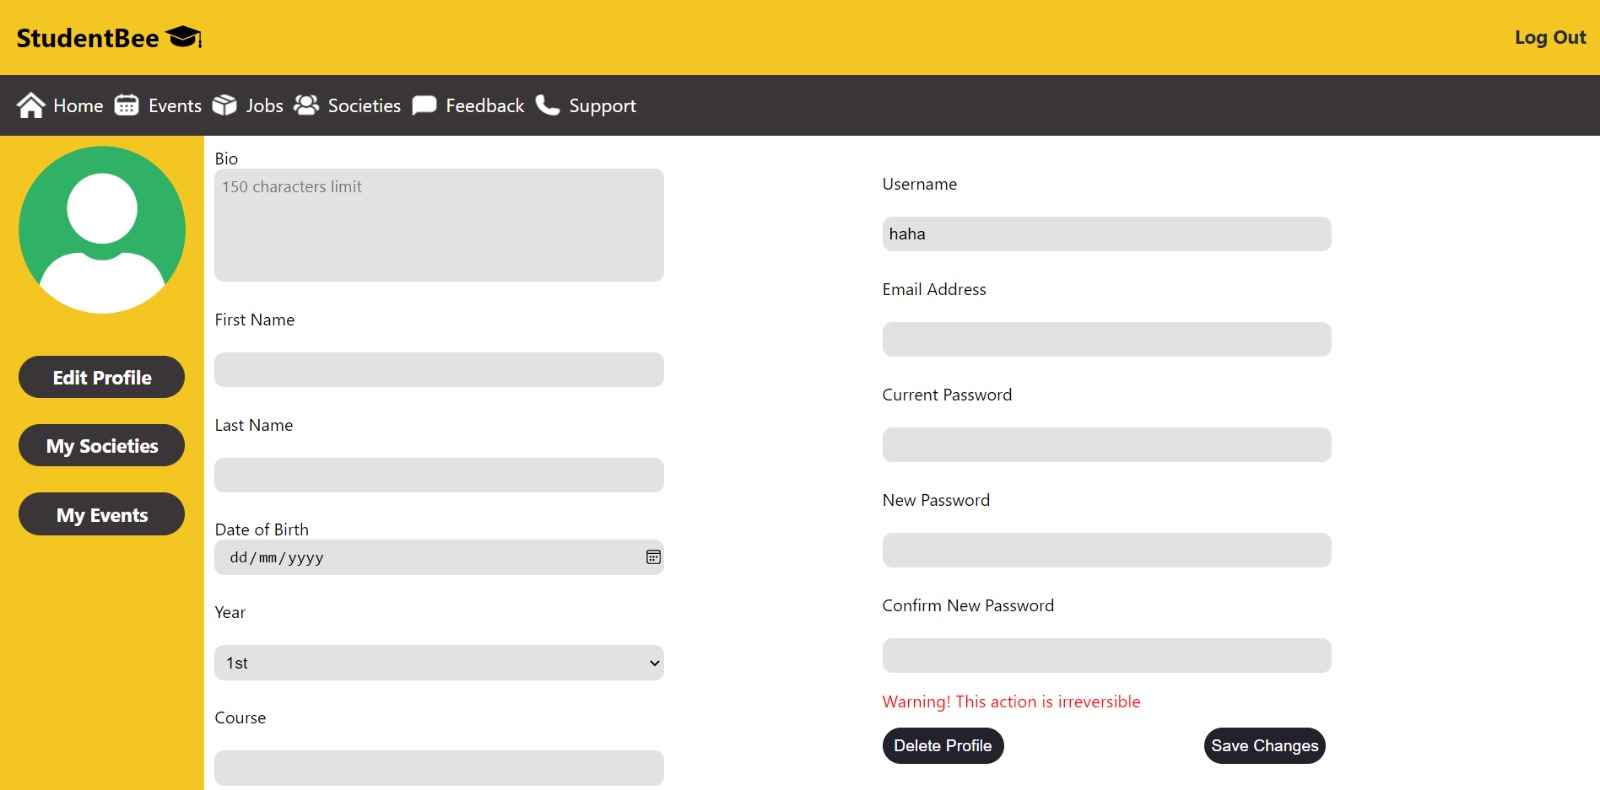 StudentBee
Log Out
Home Events Jobs Societies Feedback Support
Edit Profile
My Societies
My Events
Bio
150 characters limit
First Name
Last Name
Date of Birth
dd/mm/yyyy
Year
1st
Course
Username
haha
Email Address
Current Password
New Password
Confirm New Password
Warning! This action is irreversible
Delete Profile
Save Changes